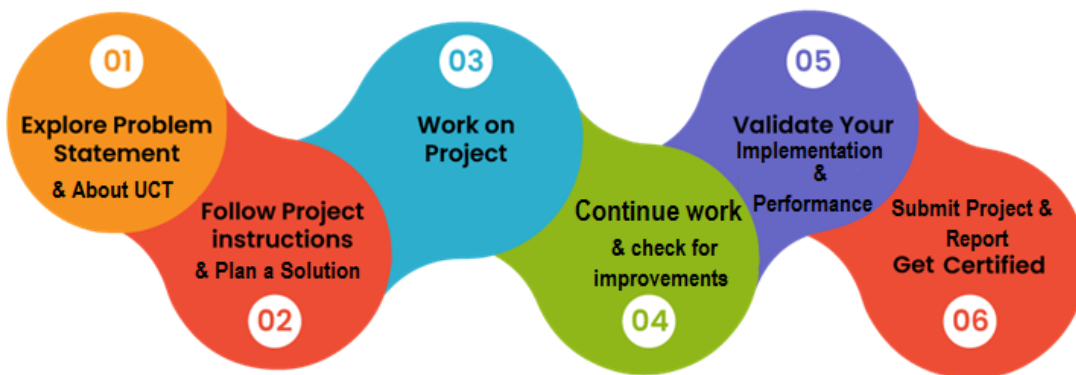 01
Explore Problem
Statement
& About UCT
Follow Project
instructions
& Plan a Solution
02
03
Work on
Project
Continue work
& check for
improvements
04
05
Validate Your
Implementation
&
Performance
Submit Project &
Report
Get Certified
06